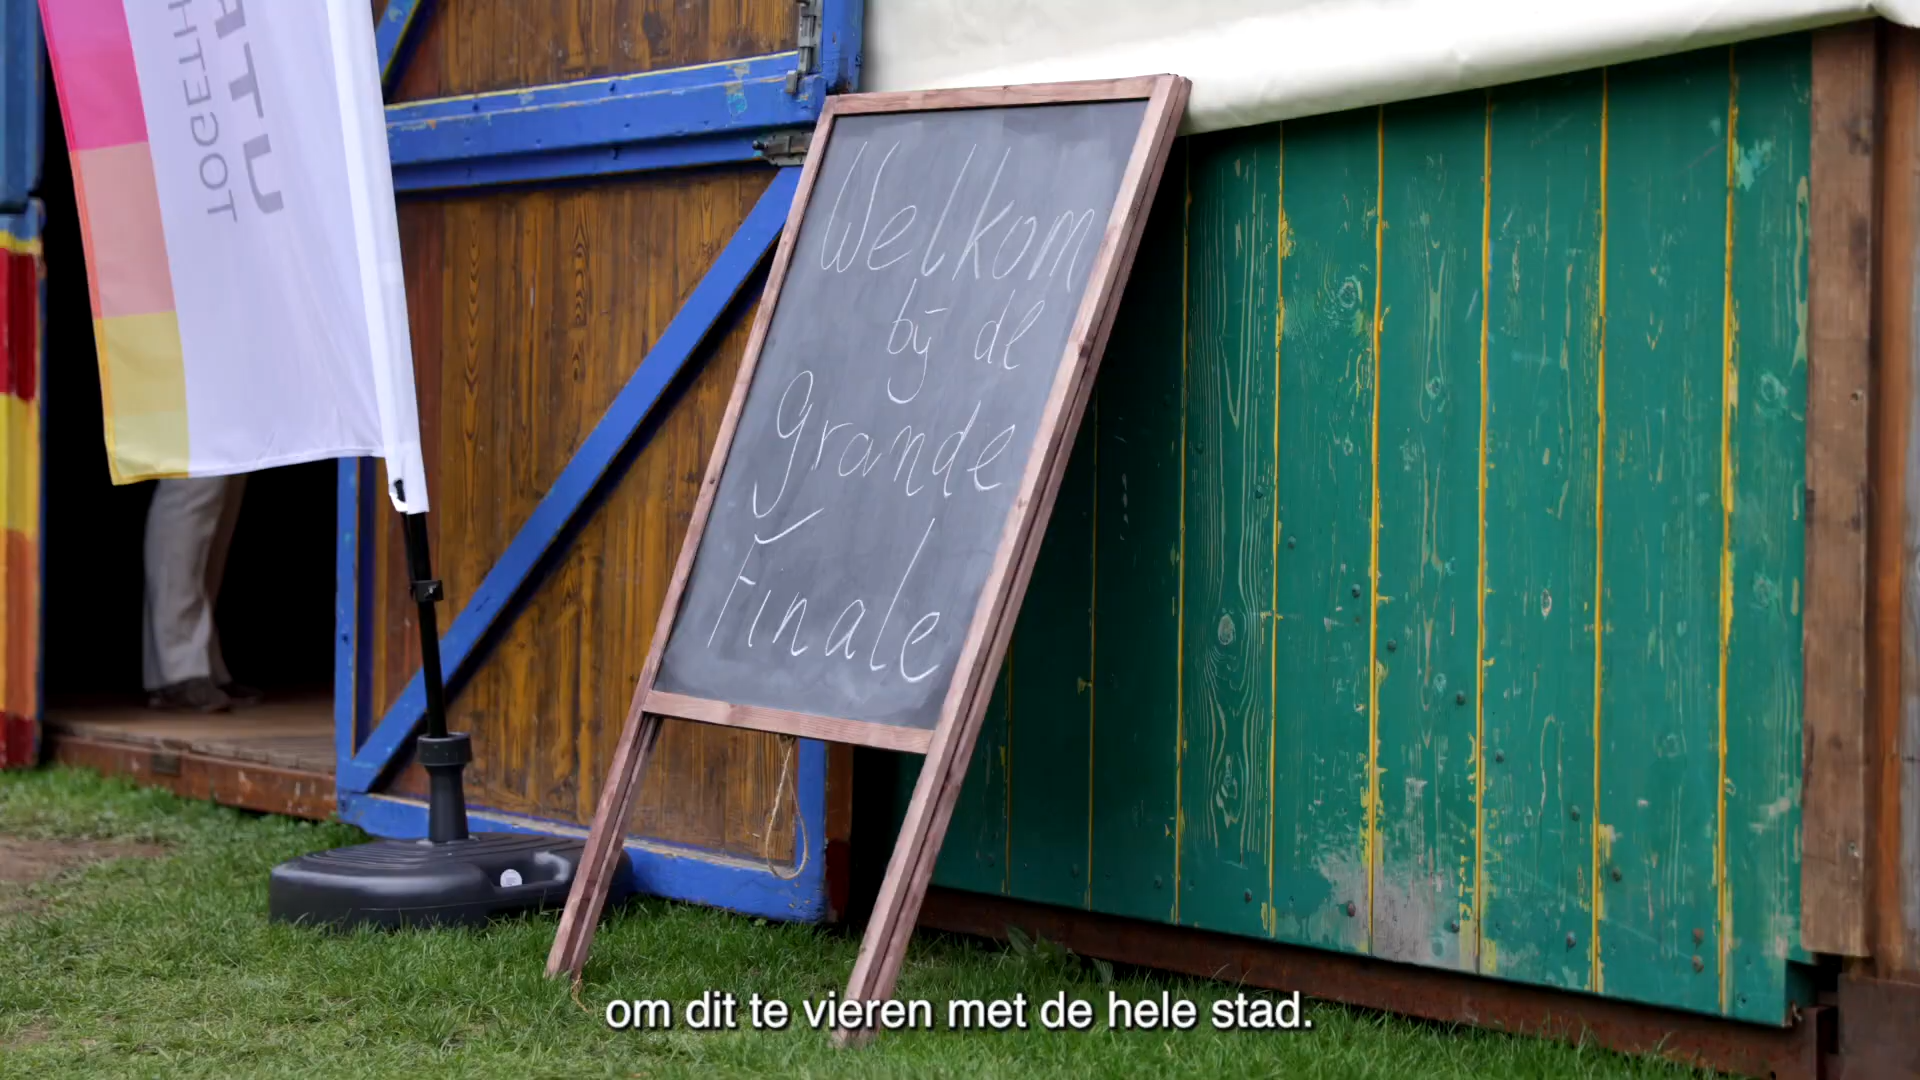 Welkom
bij de
Grande
Finale
om dit te vieren met de hele stad.